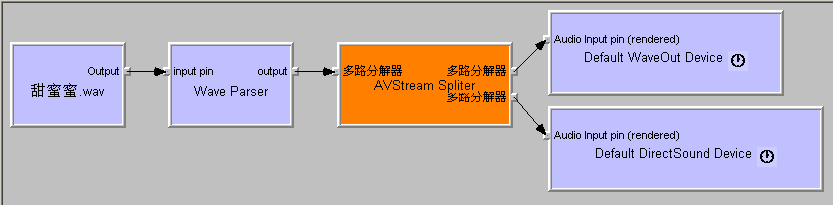 甜蜜蜜.wav
Output
input pin
output
Wave Parser
多路分解器
多路分解器
AVStream Spliter
多路分解器
Audio Input pin (rendered)
Default WaveOut Device
Audio Input pin (rendered)
Default DirectSound Device